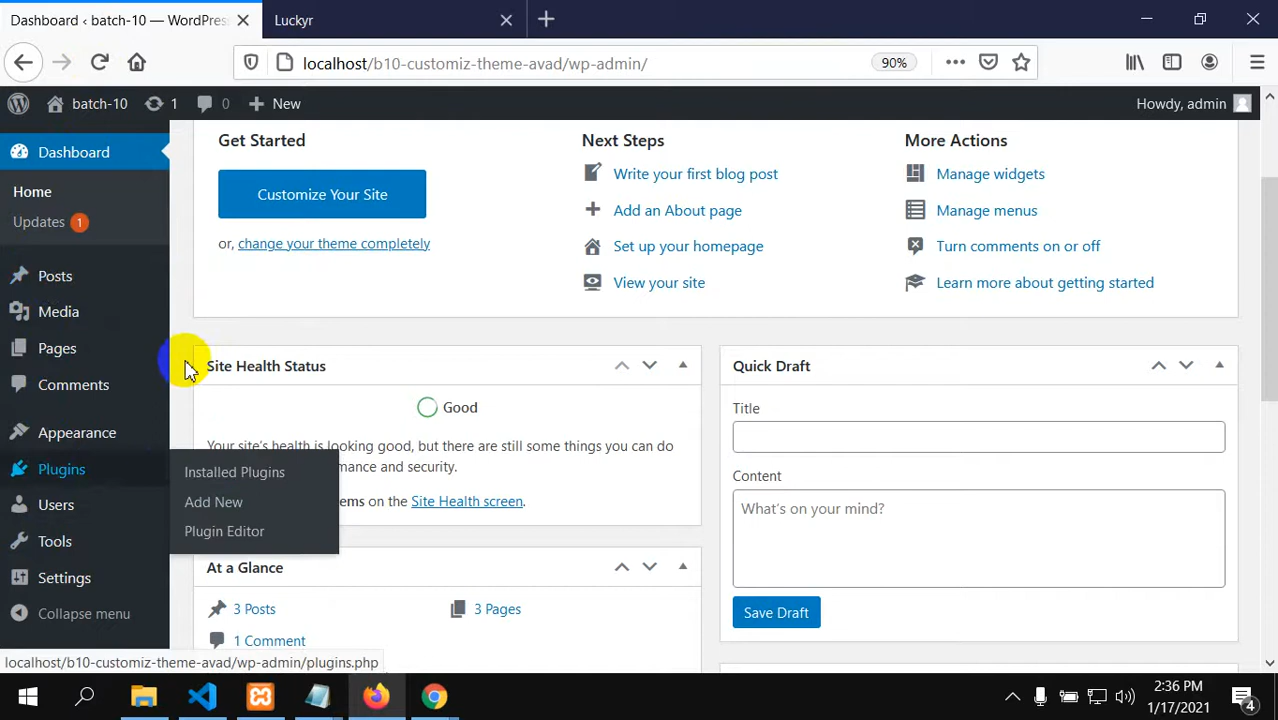 Dashboard ‹ batch-10 — WordPres
Luckyr
localhost/b10-customiz-theme-avad/wp-admin/
90%
batch-10
1
0
New
Howdy, admin
Dashboard
Home
Updates 1
Posts
Media
Pages
Comments
Appearance
Plugins
Users
Tools
Settings
Collapse menu
Installed Plugins
Add New
Plugin Editor
Get Started
Customize Your Site
or, change your theme completely
Next Steps
Write your first blog post
Add an About page
Set up your homepage
View your site
More Actions
Manage widgets
Manage menus
Turn comments on or off
Learn more about getting started
Site Health Status
Good
Your site's health is looking good, but there are still some things you can do
mance and security.
ems on the Site Health screen.
At a Glance
3 Posts
3 Pages
1 Comment
Quick Draft
Title
Content
What's on your mind?
Save Draft
localhost/b10-customiz-theme-avad/wp-admin/plugins.php
2:36 PM
1/17/2021
4